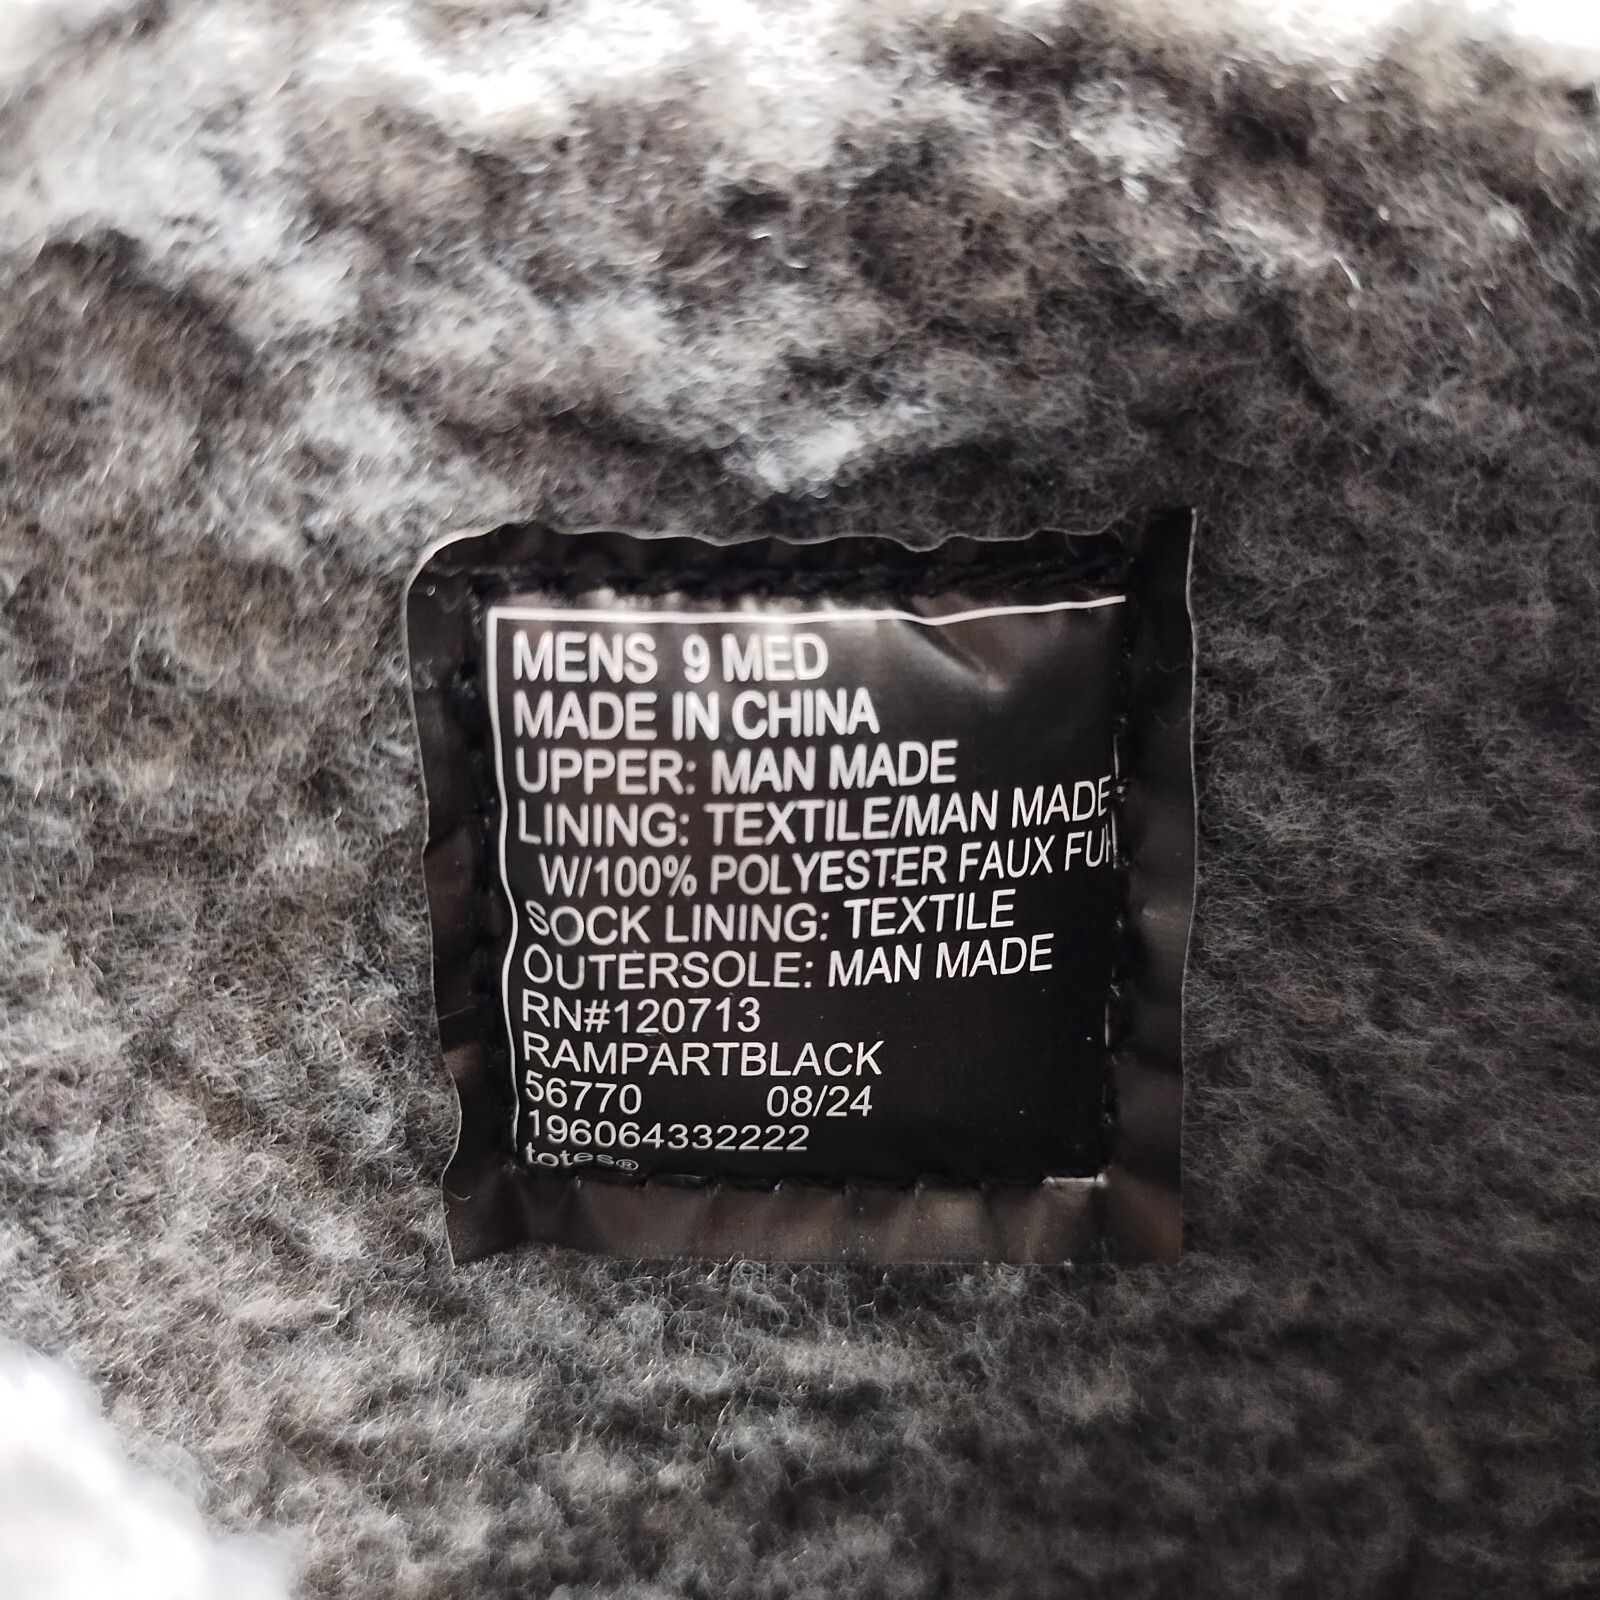 MENS 9 MED
MADE IN CHINA
UPPER: MAN MADE
LINING: TEXTILE/MAN MADE
W/100% POLYESTER FAUX FUR
SOCK LINING: TEXTILE
OUTERSOLE: MAN MADE
RN#120713
RAMPARTBLACK
56770 08/24
196064332222
totes®